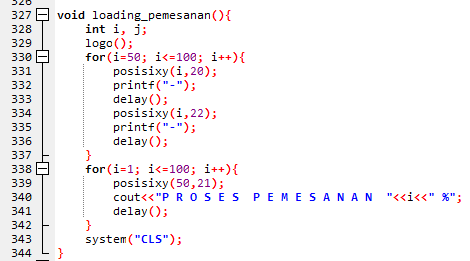 326
327 void loading_pemesanan(){
328     int i, j;
329     logo();
330     for(i=50; i<=100; i++){
331         posisixy(i,20);
332         printf("-");
333         delay();
334         posisixy(i,22);
335         printf("-");
336         delay();
337     }
338     for(i=1; i<=100; i++){
339         posisixy(50,21);
340         cout<<"P R O S E S  P E M E S A N A N  "<<i<<" %";
341         delay();
342     }
343     system("CLS");
344 }